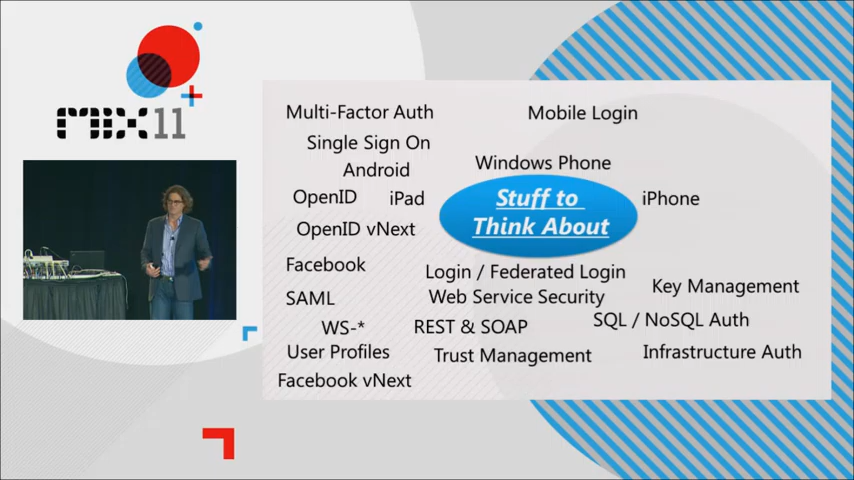 MIX11
Multi-Factor Auth
Mobile Login
Single Sign On
Android
Windows Phone
OpenID
iPad
Stuff to
Think About
iPhone
OpenID vNext
Facebook
Login / Federated Login
Key Management
SAML
Web Service Security
WS-*
REST & SOAP
SQL / NoSQL Auth
User Profiles
Trust Management
Infrastructure Auth
Facebook vNext